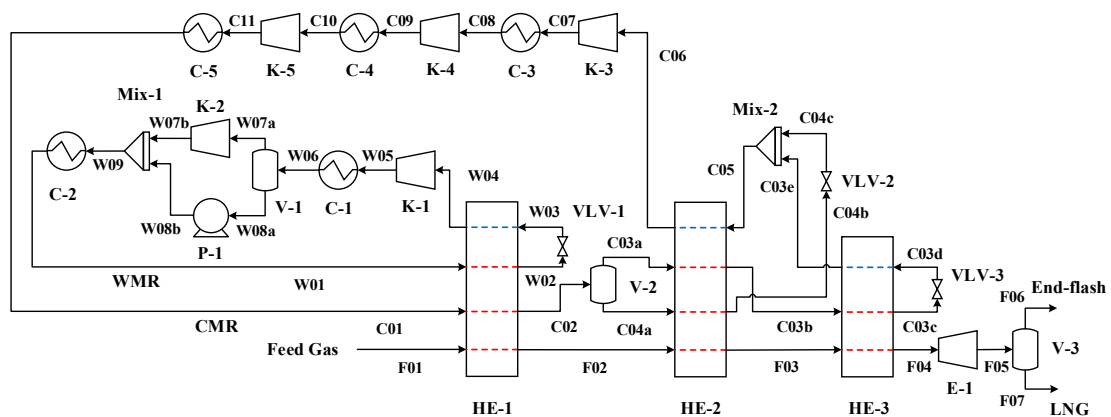 C11 C10 C09 C08 C07
C-5 K-5 C-4 K-4 C-3 K-3 C06
Mix-1 K-2 Mix-2 C04c
W07b W07a
W09 W06 W05 W04 C05 C03e VLV-2
C-2 V-1 C-1 K-1 W03 VLV-1 C04b
W08b W08a C03a C03d
P-1 VLV-3
WMR W01 W02 V-2 End-flash
F06
CMR C01 C02 C04a C03b C03c
Feed Gas F01 F02 F03 F04 F05 V-3
E-1 F07
HE-1 HE-2 HE-3 LNG